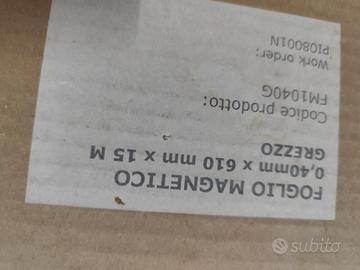 FOGLIO MAGNETICO
0,40mm x 610 mm x 15 M
GREZZO
Codice prodotto:
FM1040G
Work order:
PI08001N
subito